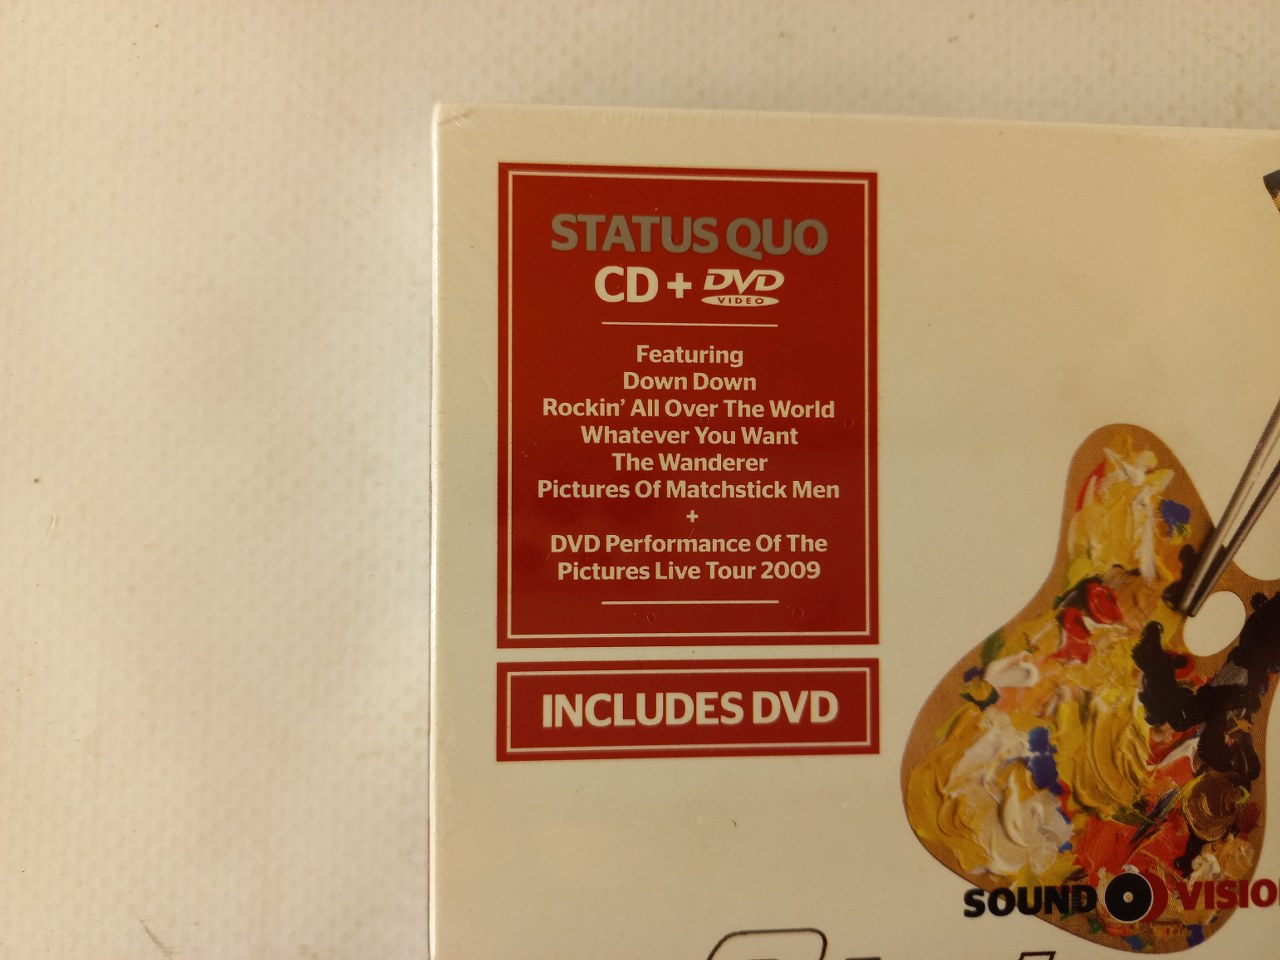 STATUS QUO
CD + DVD
VIDEO
Featuring
Down Down
Rockin' All Over The World
Whatever You Want
The Wanderer
Pictures Of Matchstick Men
+
DVD Performance Of The
Pictures Live Tour 2009
INCLUDES DVD
SOUND VISIO